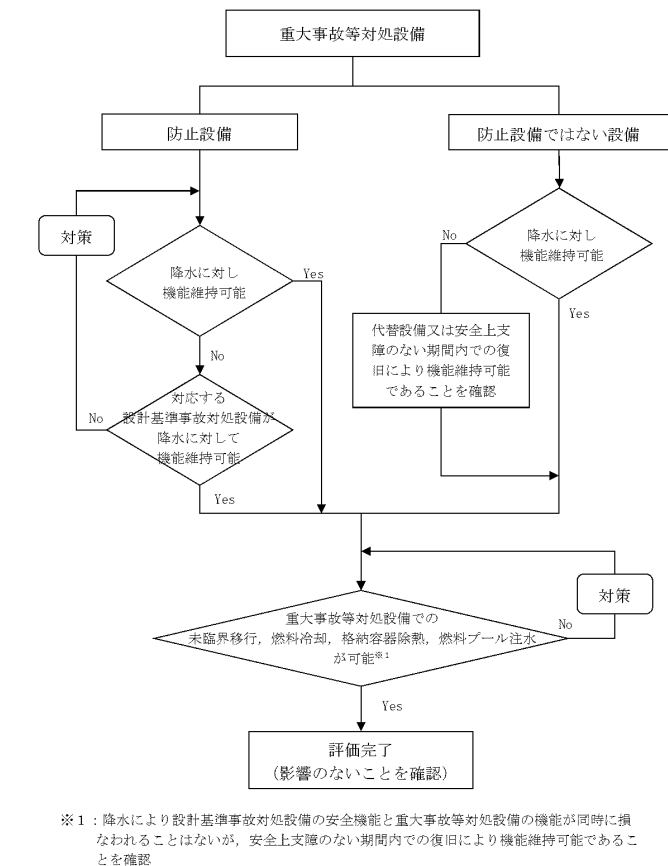 重大事故等対処設備
防止設備
防止設備ではない設備
対策
降水に対し
機能維持可能
Yes
No
降水に対し
機能維持可能
No
Yes
代替設備又は安全上支
障のない期間内での復
旧により機能維持可能
であることを確認
対応する
設計基準事故対処設備が
降水に対して
機能維持可能
No
Yes
対策
重大事故等対処設備での
未臨界移行，燃料冷却，格納容器除熱，燃料プール注水
が可能※1
No
Yes
評価完了
（影響のないことを確認）
※１：降水により設計基準事故対処設備の安全機能と重大事故等対処設備の機能が同時に損
なわれることはないが，安全上支障のない期間内での復旧により機能維持可能であるこ
とを確認